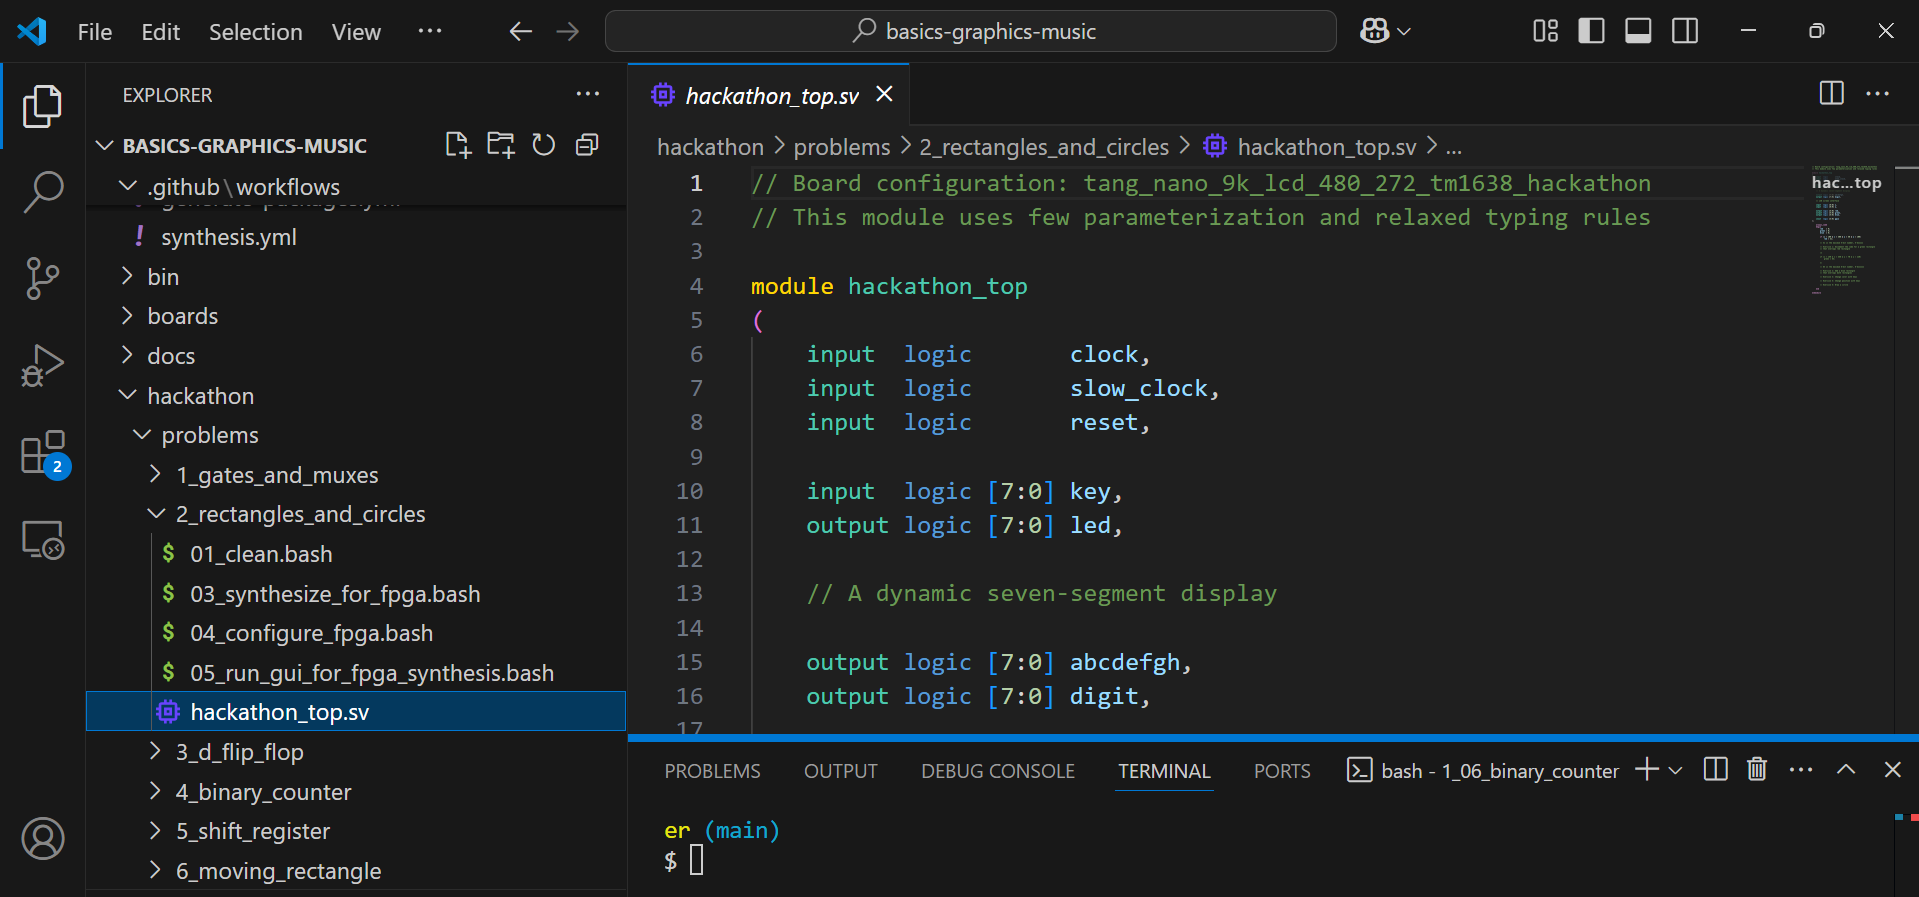 File Edit Selection View ···
basics-graphics-music
EXPLORER
BASICS-GRAPHICS-MUSIC
.github\workflows
! synthesis.yml
bin
boards
docs
hackathon
problems
1_gates_and_muxes
2_rectangles_and_circles
$ 01_clean.bash
$ 03_synthesize_for_fpga.bash
$ 04_configure_fpga.bash
$ 05_run_gui_for_fpga_synthesis.bash
hackathon_top.sv
3_d_flip_flop
4_binary_counter
5_shift_register
6_moving_rectangle
2
hackathon_top.sv
hackathon > problems > 2_rectangles_and_circles > hackathon_top.sv > ...
1 // Board configuration: tang_nano_9k_lcd_480_272_tm1638_hackathon
2 // This module uses few parameterization and relaxed typing rules
3
4 module hackathon_top
5 (
6 input logic clock,
7 input logic slow_clock,
8 input logic reset,
9
10 input logic [7:0] key,
11 output logic [7:0] led,
12
13 // A dynamic seven-segment display
14
15 output logic [7:0] abcdefgh,
16 output logic [7:0] digit,
17
hac...top
PROBLEMS OUTPUT DEBUG CONSOLE TERMINAL PORTS bash - 1_06_binary_counter
er (main)
$